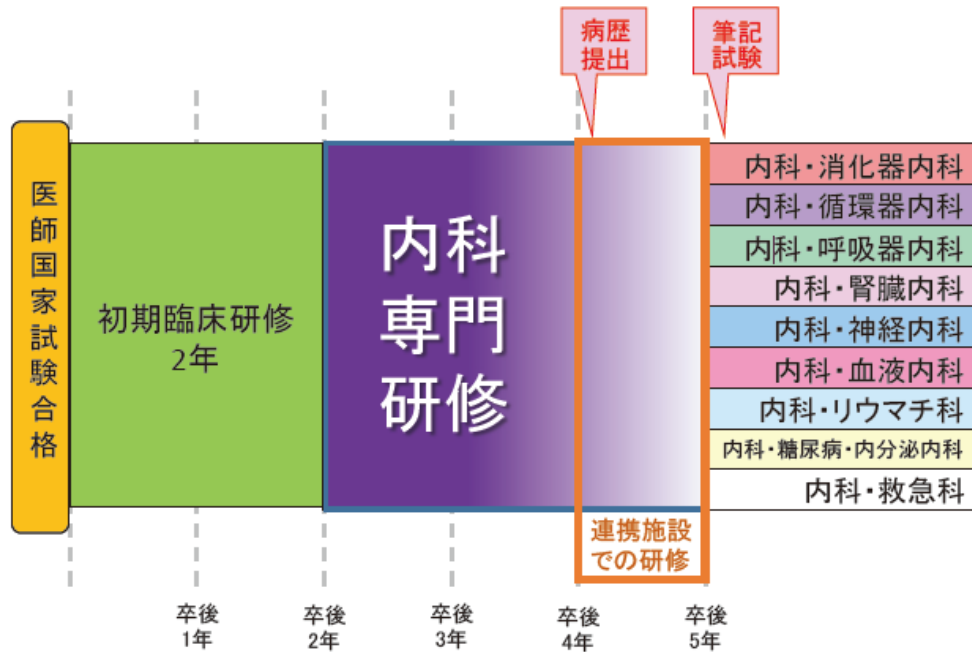 病歴
提出
筆記
試験
医師国家試験合格
初期臨床研修
2年
内科
専門
研修
内科・消化器内科
内科・循環器内科
内科・呼吸器内科
内科・腎臓内科
内科・神経内科
内科・血液内科
内科・リウマチ科
内科・糖尿病・内分泌内科
内科・救急科
連携施設
での研修
卒後
1年
卒後
2年
卒後
3年
卒後
4年
卒後
5年